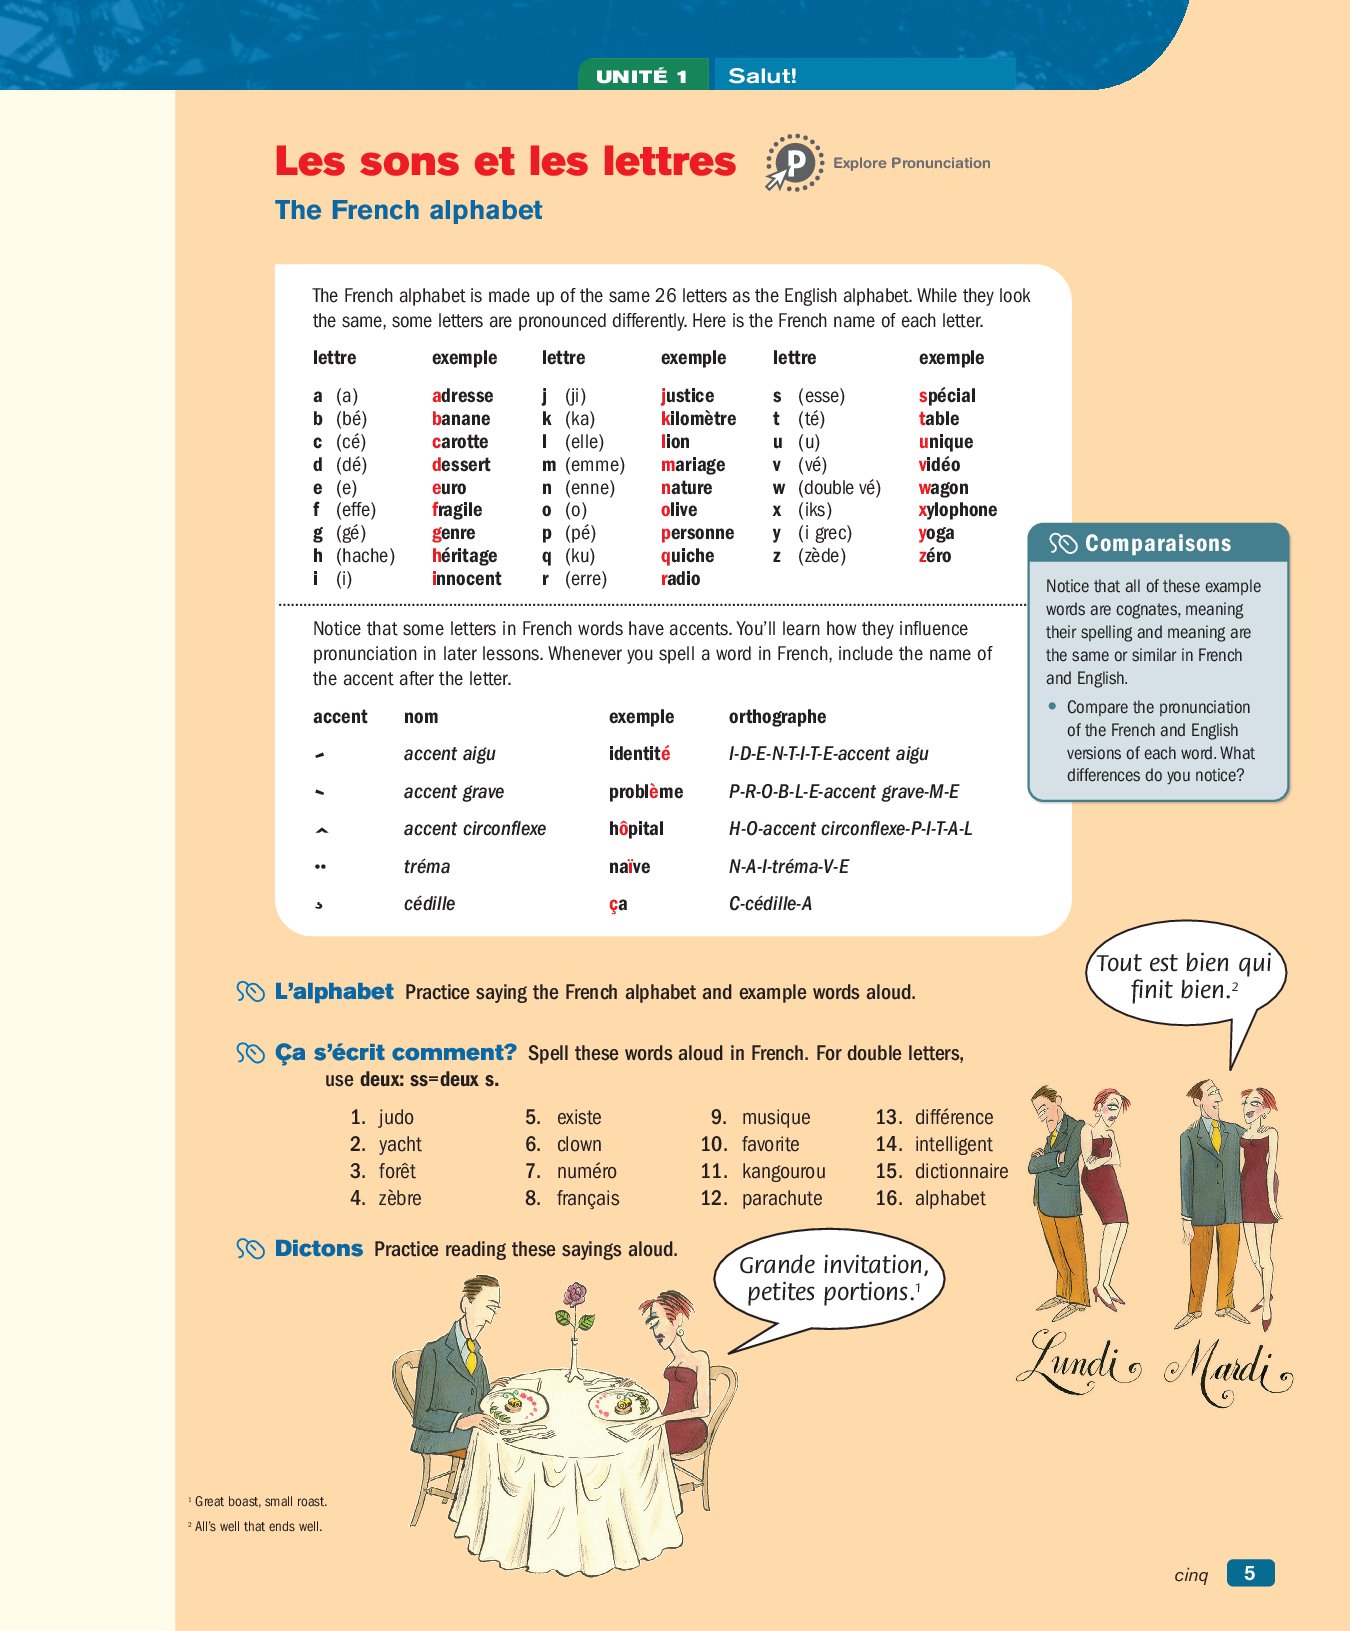 UNITÉ 1 Salut!
Les sons et les lettres
P Explore Pronunciation
The French alphabet
The French alphabet is made up of the same 26 letters as the English alphabet. While they look
the same, some letters are pronounced differently. Here is the French name of each letter.
lettre exemple lettre exemple lettre exemple
a (a) adresse j (ji) justice s (esse) spécial
b (bé) banane k (ka) kilomètre t (té) table
c (cé) carotte l (elle) lion u (u) unique
d (dé) dessert m (emme) mariage v (vé) vidéo
e (e) euro n (enne) nature w (double vé) wagon
f (effe) fragile o (o) olive x (iks) xylophone
g (gé) genre p (pé) personne y (i grec) yoga
h (hache) héritage q (ku) quiche z (zède) zéro
i (i) innocent r (erre) radio
Notice that some letters in French words have accents. You'll learn how they influence
pronunciation in later lessons. Whenever you spell a word in French, include the name of
the accent after the letter.
accent nom exemple orthographe
´ accent aigu identité I-D-E-N-T-I-T-E-accent aigu
` accent grave problème P-R-O-B-L-E-accent grave-M-E
ˆ accent circonflexe hôpital H-O-accent circonflexe-P-I-T-A-L
¨ tréma naïve N-A-I-tréma-V-E
¸ cédille ça C-cédille-A
Comparaisons
Notice that all of these example
words are cognates, meaning
their spelling and meaning are
the same or similar in French
and English.
• Compare the pronunciation
of the French and English
versions of each word. What
differences do you notice?
L'alphabet Practice saying the French alphabet and example words aloud.
Ça s'écrit comment? Spell these words aloud in French. For double letters,
use deux: ss=deux s.
1. judo 5. existe 9. musique 13. différence
2. yacht 6. clown 10. favorite 14. intelligent
3. forêt 7. numéro 11. kangourou 15. dictionnaire
4. zèbre 8. français 12. parachute 16. alphabet
Tout est bien qui
finit bien.²
Lundi Mardi
Dictons Practice reading these sayings aloud.
Grande invitation,
petites portions.¹
¹ Great boast, small roast.
² All's well that ends well.
cinq 5